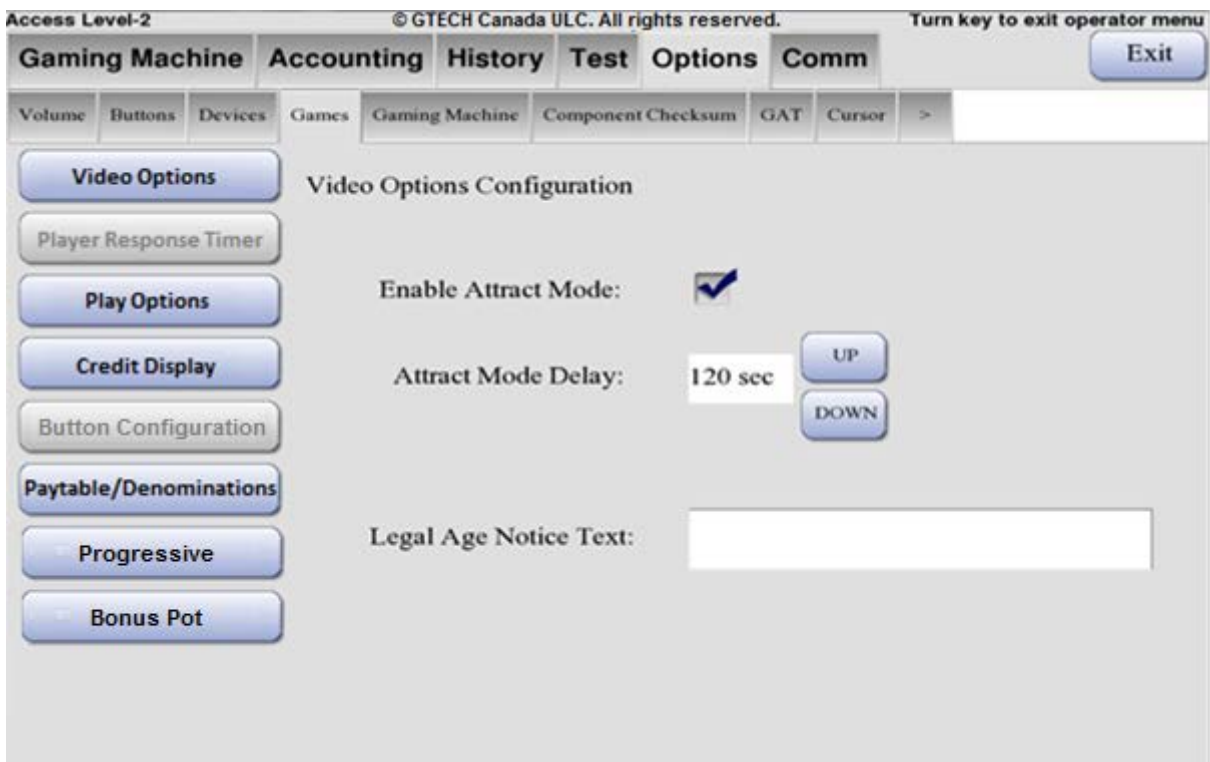 Access Level-2 © GTECH Canada ULC. All rights reserved. Turn key to exit operator menu
Gaming Machine Accounting History Test Options Comm Exit
Volume Buttons Devices Games Gaming Machine Component Checksum GAT Cursor >
Video Options
Player Response Timer
Play Options
Credit Display
Button Configuration
Paytable/Denominations
Progressive
Bonus Pot
Video Options Configuration
Enable Attract Mode:
Attract Mode Delay: 120 sec UP
DOWN
Legal Age Notice Text: